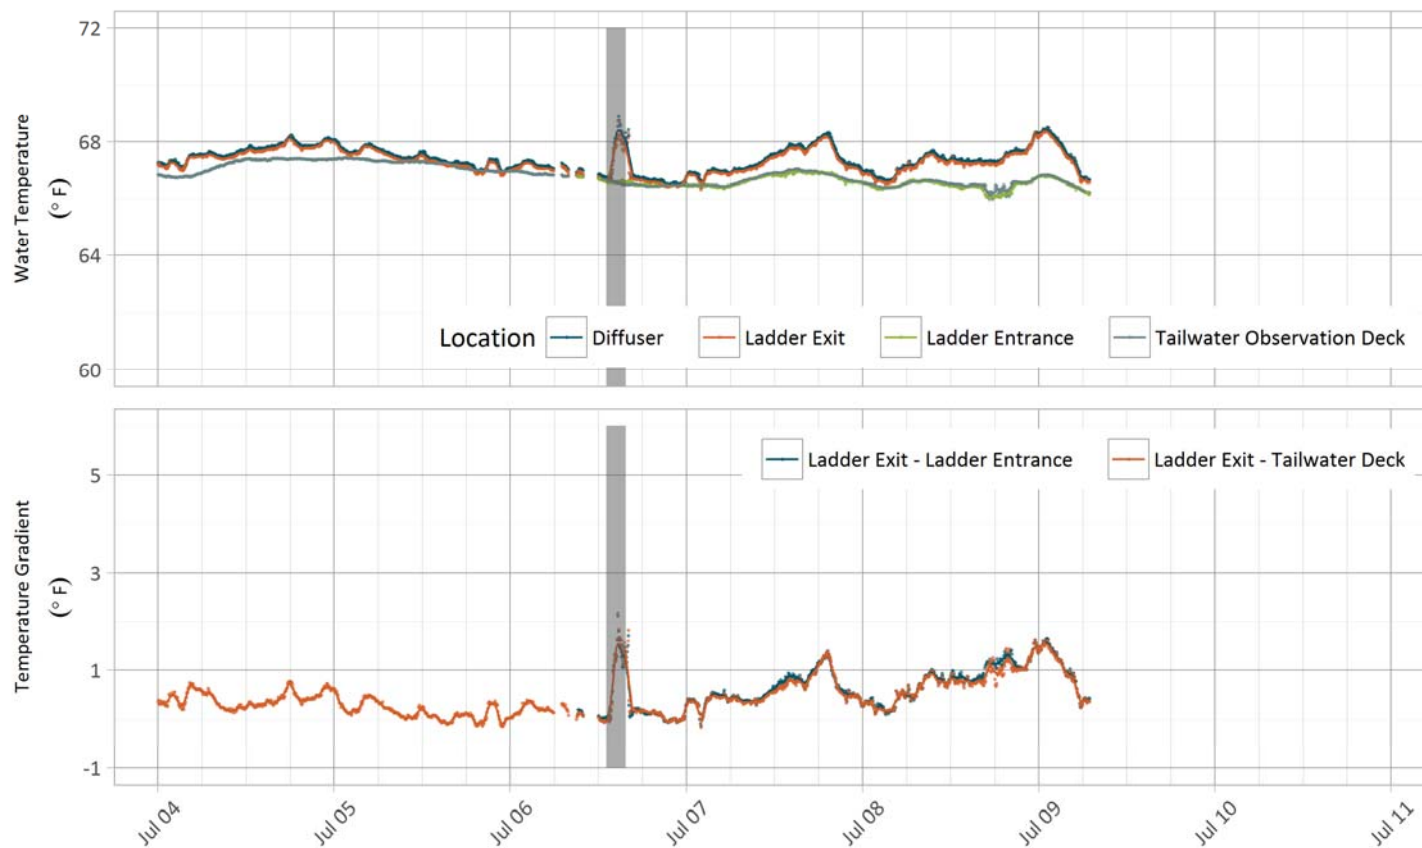 72
68
64
60
Water Temperature
(° F)
Location Diffuser Ladder Exit Ladder Entrance Tailwater Observation Deck
5
3
1
-1
Temperature Gradient
(° F)
Ladder Exit - Ladder Entrance Ladder Exit - Tailwater Deck
Jul 04 Jul 05 Jul 06 Jul 07 Jul 08 Jul 09 Jul 10 Jul 11